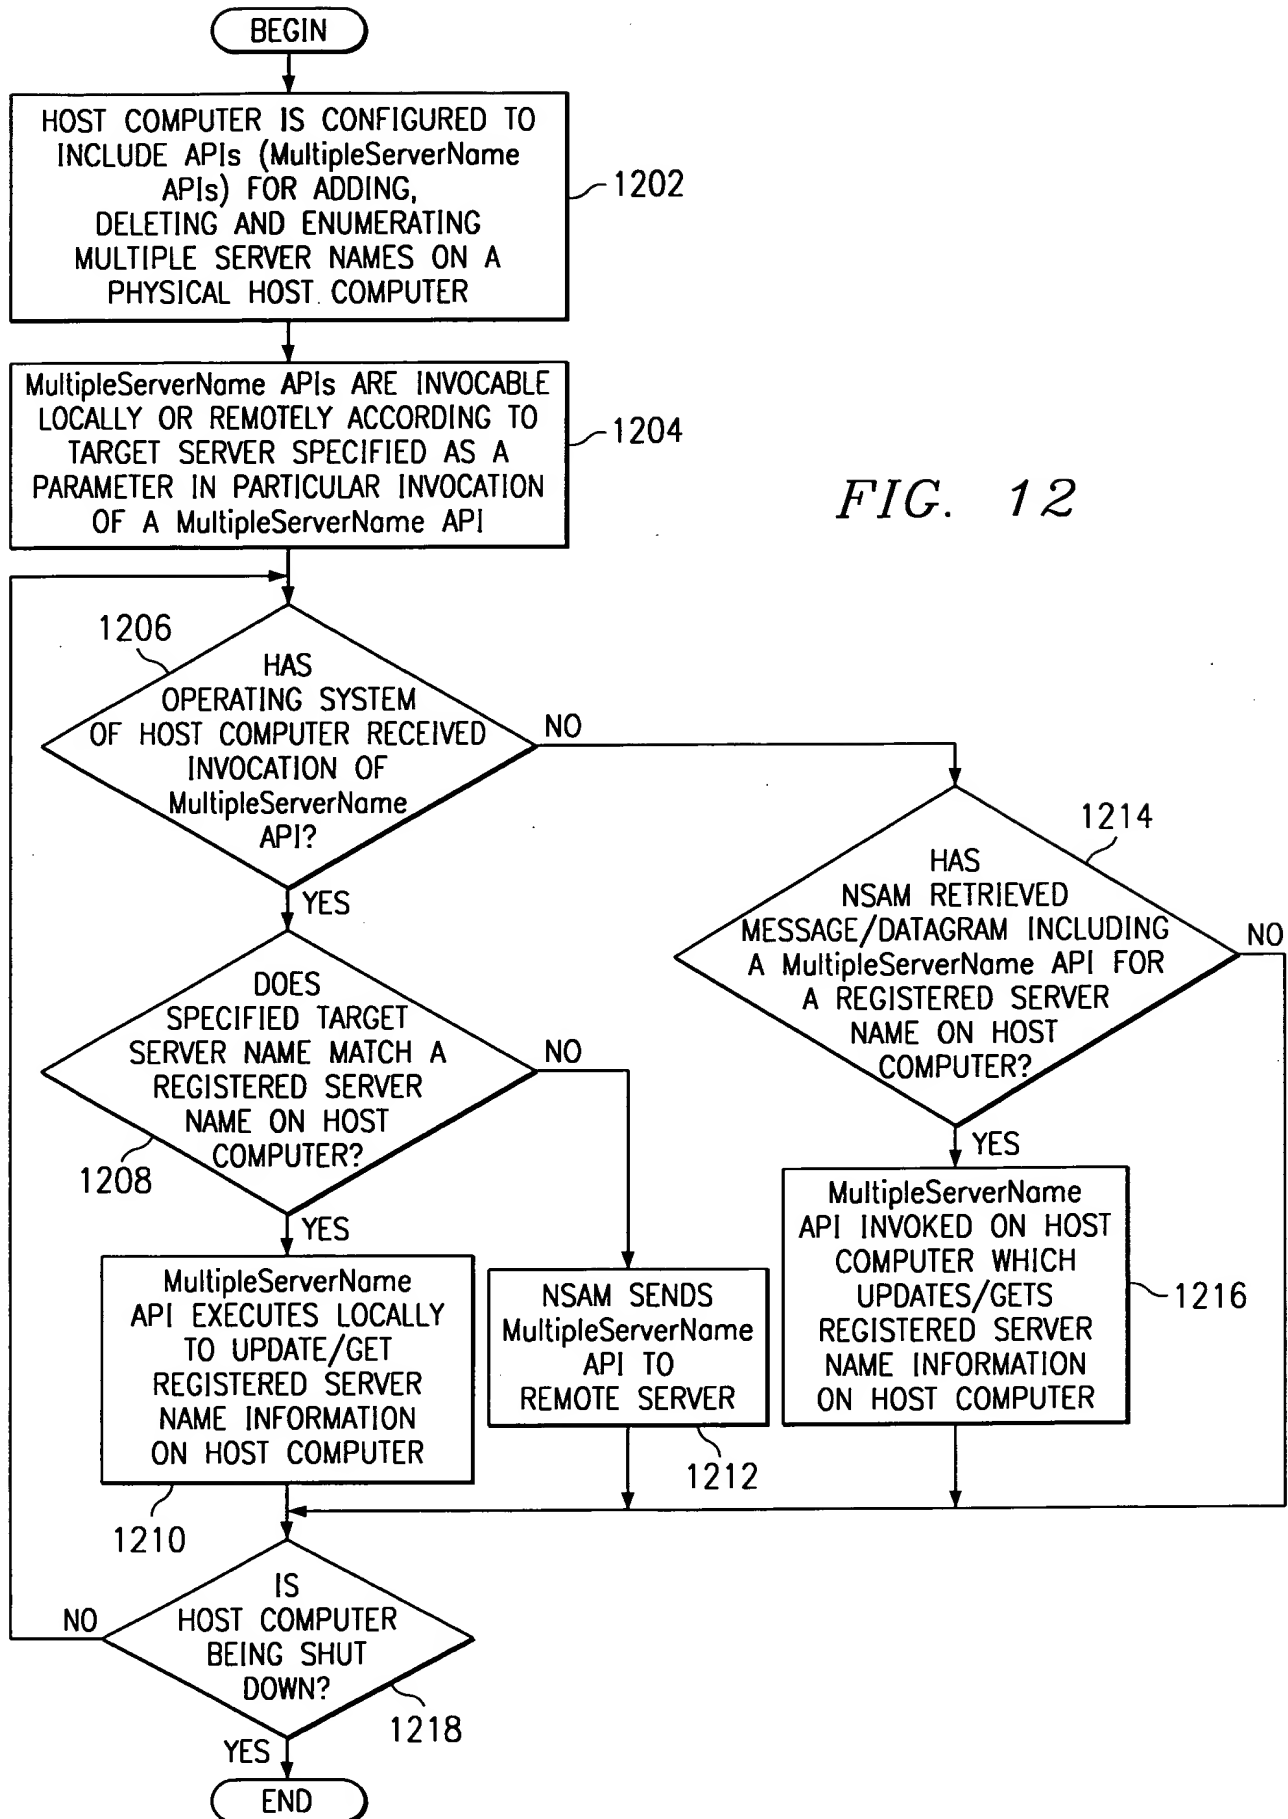 BEGIN
HOST COMPUTER IS CONFIGURED TO
INCLUDE APIs (MultipleServerName
APIs) FOR ADDING,
DELETING AND ENUMERATING
MULTIPLE SERVER NAMES ON A
PHYSICAL HOST COMPUTER
1202
MultipleServerName APIs ARE INVOCABLE
LOCALLY OR REMOTELY ACCORDING TO
TARGET SERVER SPECIFIED AS A
PARAMETER IN PARTICULAR INVOCATION
OF A MultipleServerName API
1204
FIG. 12
1206
HAS
OPERATING SYSTEM
OF HOST COMPUTER RECEIVED
INVOCATION OF
MultipleServerName
API?
NO
YES
1214
HAS
NSAM RETRIEVED
MESSAGE/DATAGRAM INCLUDING
A MultipleServerName API FOR
A REGISTERED SERVER
NAME ON HOST
COMPUTER?
NO
YES
DOES
SPECIFIED TARGET
SERVER NAME MATCH A
REGISTERED SERVER
NAME ON HOST
COMPUTER?
NO
1208
YES
MultipleServerName
API EXECUTES LOCALLY
TO UPDATE/GET
REGISTERED SERVER
NAME INFORMATION
ON HOST COMPUTER
1210
NSAM SENDS
MultipleServerName
API TO
REMOTE SERVER
1212
MultipleServerName
API INVOKED ON HOST
COMPUTER WHICH
UPDATES/GETS
REGISTERED SERVER
NAME INFORMATION
ON HOST COMPUTER
1216
IS
HOST COMPUTER
BEING SHUT
DOWN?
NO
1218
YES
END